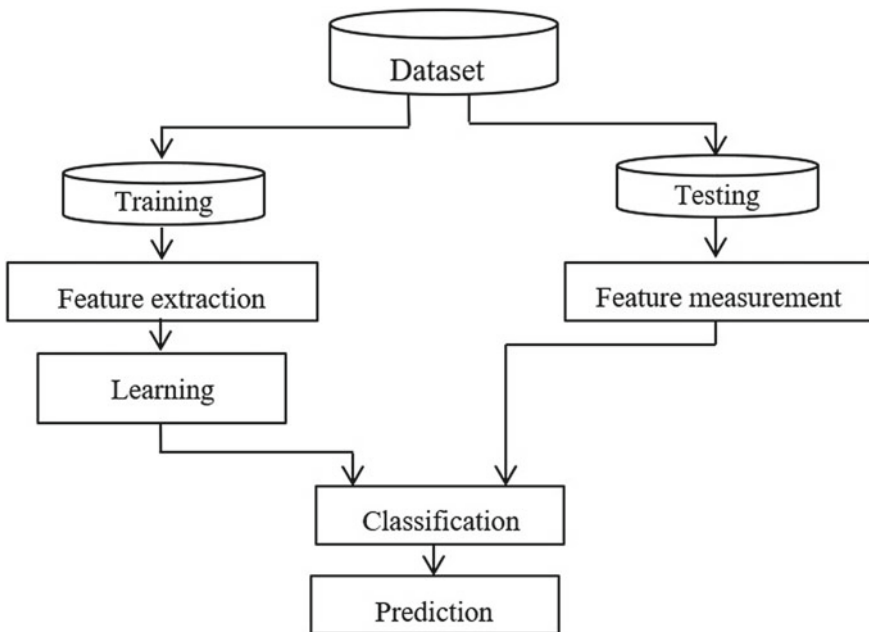 Dataset
Training
Testing
Feature extraction
Feature measurement
Learning
Classification
Prediction